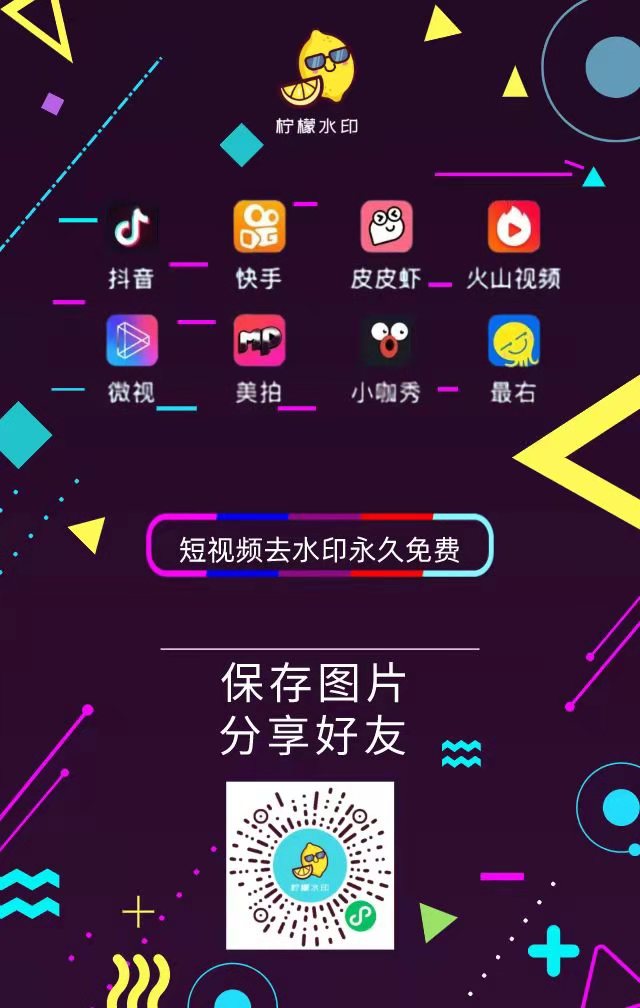 柠檬水印
抖音 快手 皮皮虾 火山视频
微视 美拍 小咖秀 最右
短视频去水印永久免费
保存图片
分享好友
柠檬水印